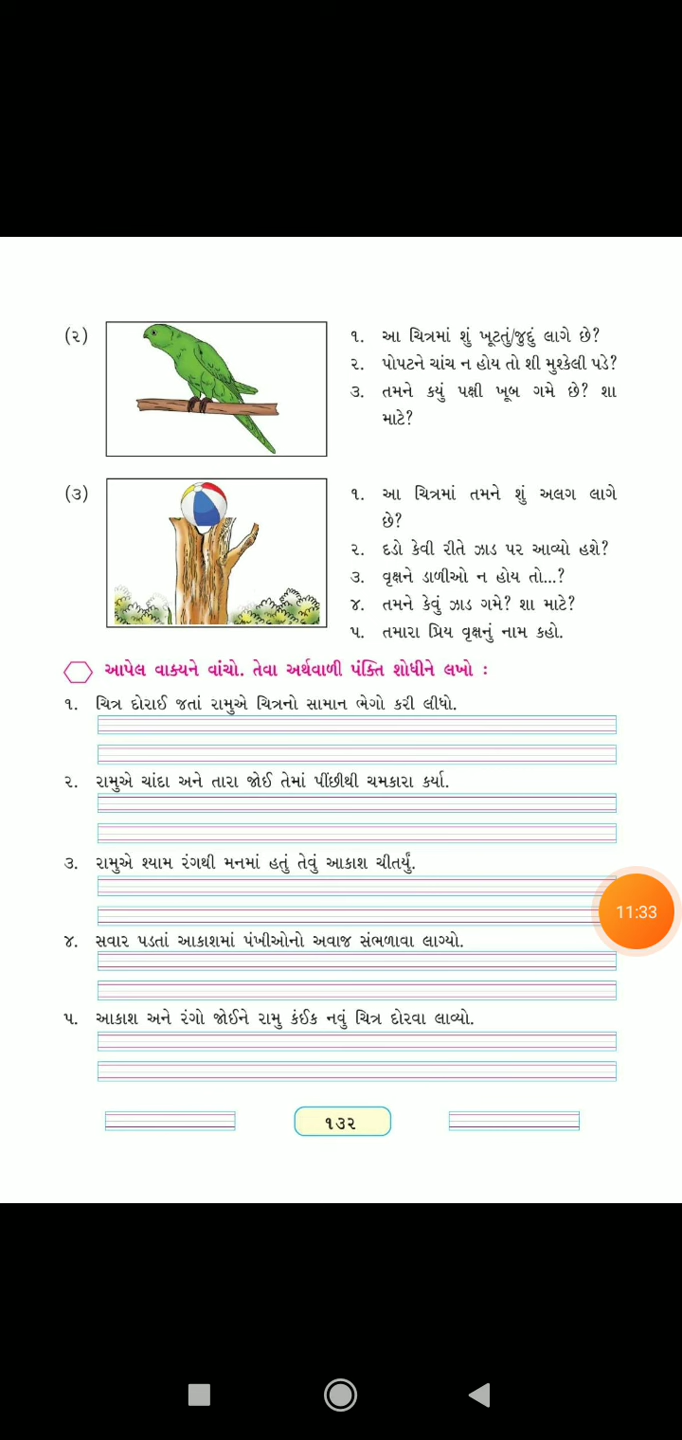 (૨)
૧. આ ચિત્રમાં શું ખૂટતું/જુદું લાગે છે?
૨. પોપટને ચાંચ ન હોય તો શી મુશ્કેલી પડે?
૩. તમને કયું પક્ષી ખૂબ ગમે છે? શા
માટે?
(૩)
૧. આ ચિત્રમાં તમને શું અલગ લાગે
છે?
૨. દડો કેવી રીતે ઝાડ પર આવ્યો હશે?
૩. વૃક્ષને ડાળીઓ ન હોય તો...?
૪. તમને કેવું ઝાડ ગમે? શા માટે?
૫. તમારા પ્રિય વૃક્ષનું નામ કહો.
આપેલ વાક્યને વાંચો. તેવા અર્થવાળી પંક્તિ શોધીને લખો :
૧. ચિત્ર દોરાઈ જતાં રામુએ ચિત્રનો સામાન ભેગો કરી લીધો.
૨. રામુએ ચાંદા અને તારા જોઈ તેમાં પીંછીથી ચમકારા કર્યા.
૩. રામુએ શ્યામ રંગથી મનમાં હતું તેવું આકાશ ચીતર્યું.
11:33
૪. સવાર પડતાં આકાશમાં પંખીઓનો અવાજ સંભળાવા લાગ્યો.
૫. આકાશ અને રંગો જોઈને રામુ કંઈક નવું ચિત્ર દોરવા લાવ્યો.
૧૩૨